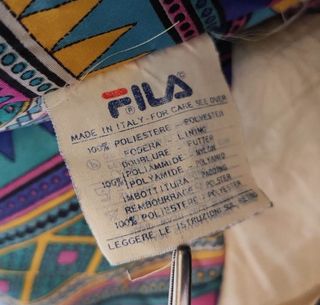 FILA
MADE IN ITALY - FOR CARE SEE OVER
100% POLIESTERE - POLYESTER
FODERA - LINING
DOUBLURE - FUTTER
100% POLIAMMIDE - NYLON
POLYAMIDE - POLYAMID
IMBOTTITURA - PADDING
REMBOURRAGE - POLSTER
100% POLIESTERE - POLYESTER
LEGGERE LE ISTRUZIONI SUL RETRO